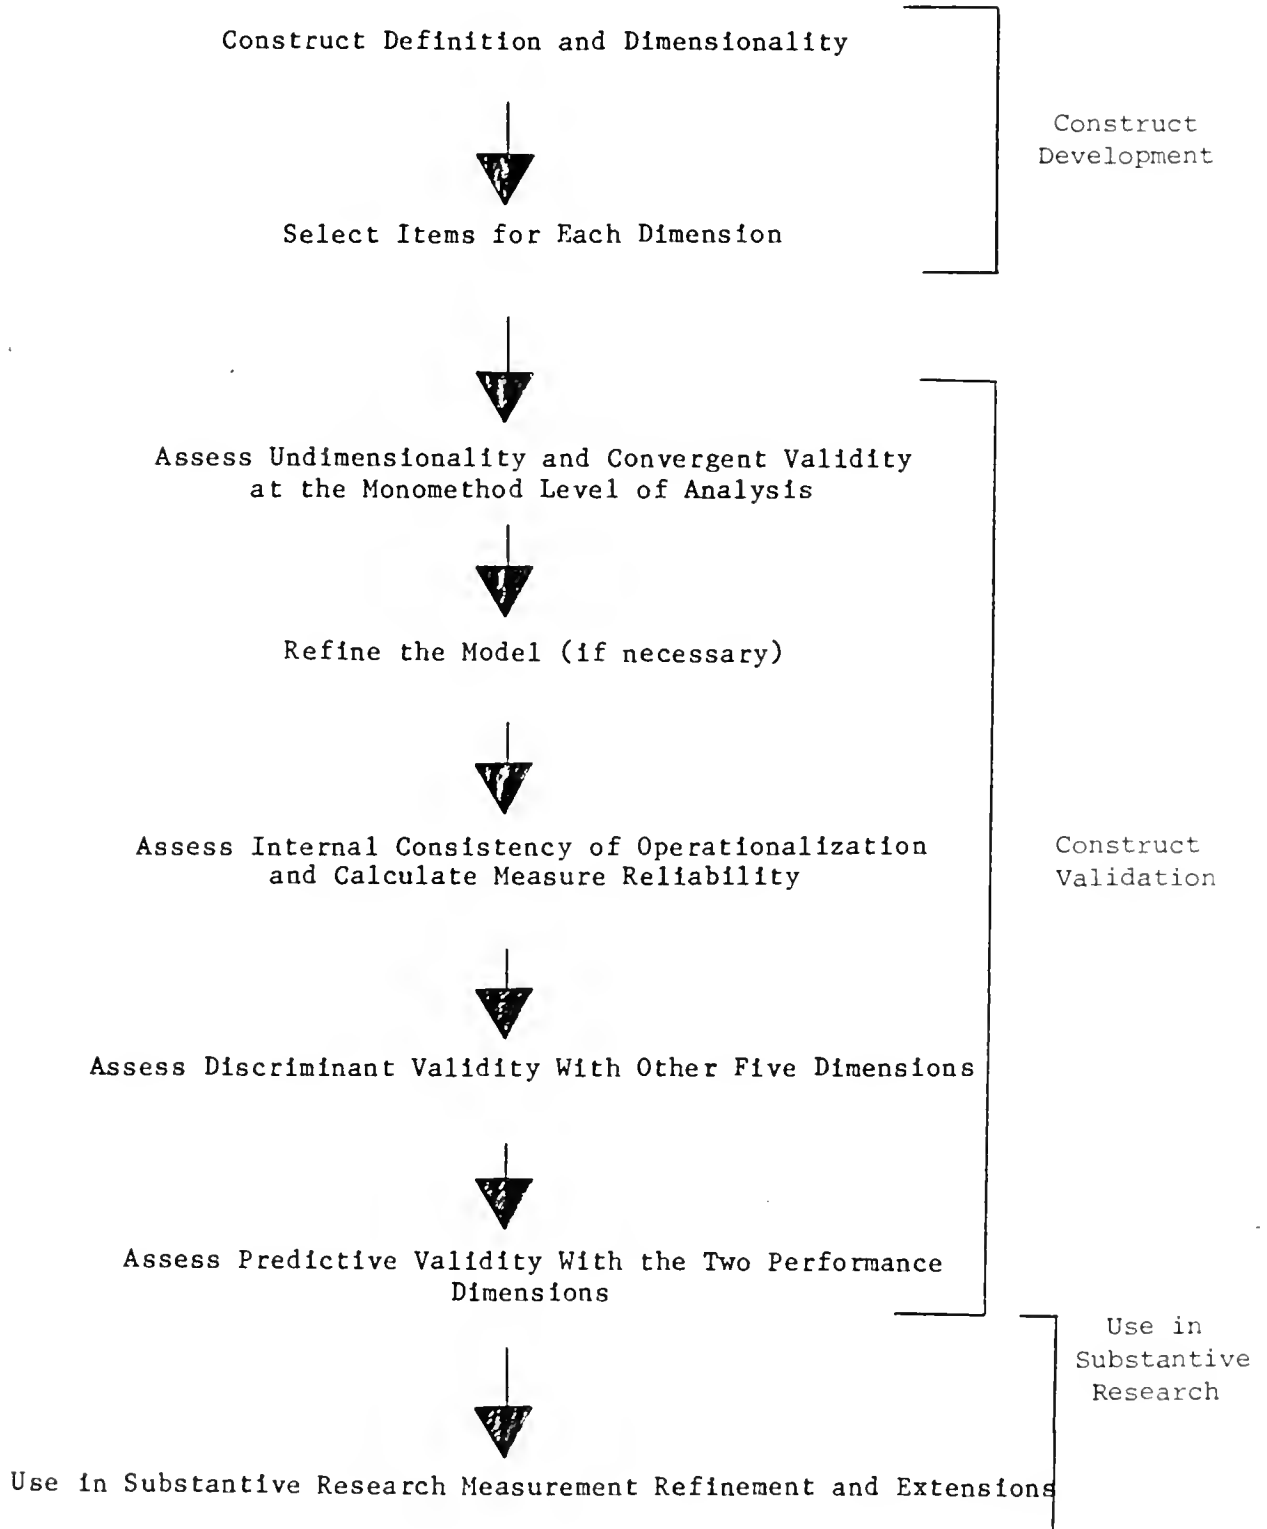 Construct Definition and Dimensionality
Construct
Development
Select Items for Each Dimension
Assess Undimensionality and Convergent Validity
at the Monomethod Level of Analysis
Refine the Model (if necessary)
Assess Internal Consistency of Operationalization
and Calculate Measure Reliability
Construct
Validation
Assess Discriminant Validity With Other Five Dimensions
Assess Predictive Validity With the Two Performance
Dimensions
Use in
Substantive
Research
Use in Substantive Research Measurement Refinement and Extensions